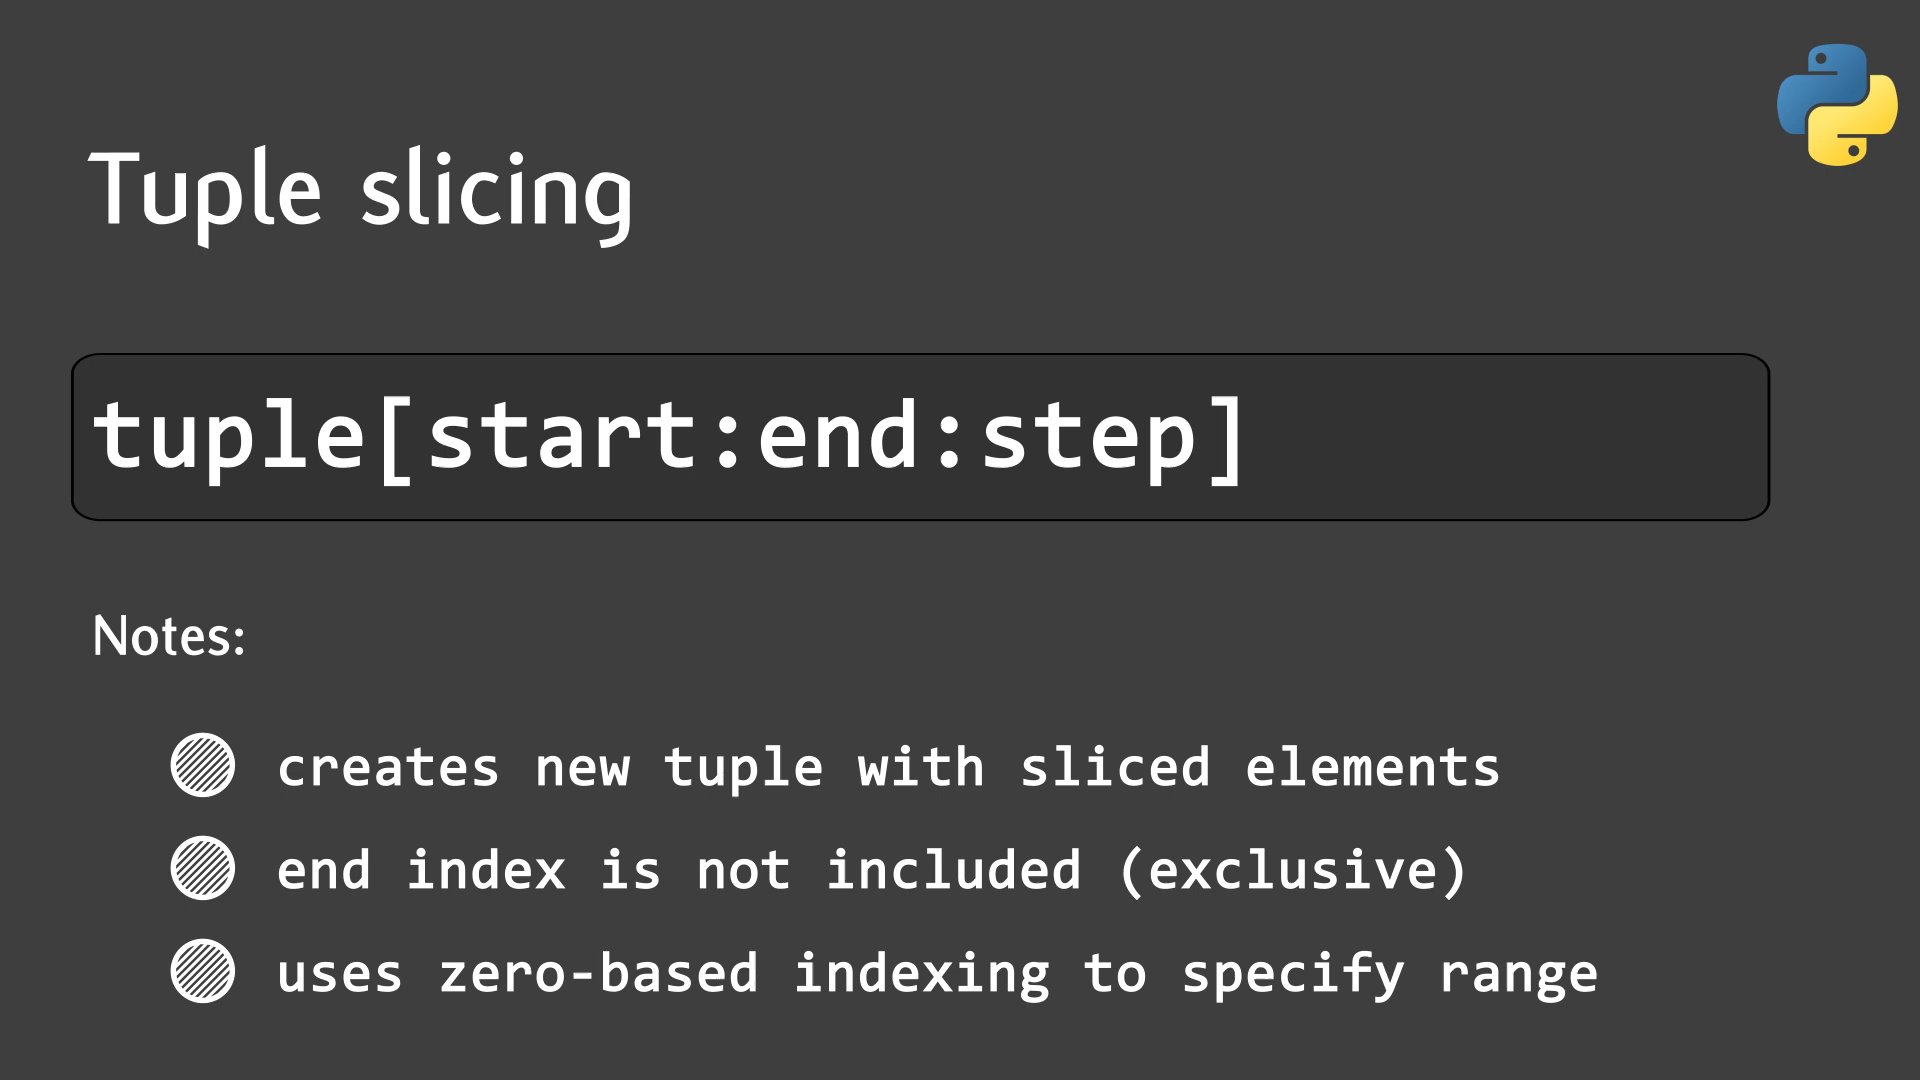 Tuple slicing
tuple[start:end:step]
Notes:
creates new tuple with sliced elements
end index is not included (exclusive)
uses zero-based indexing to specify range